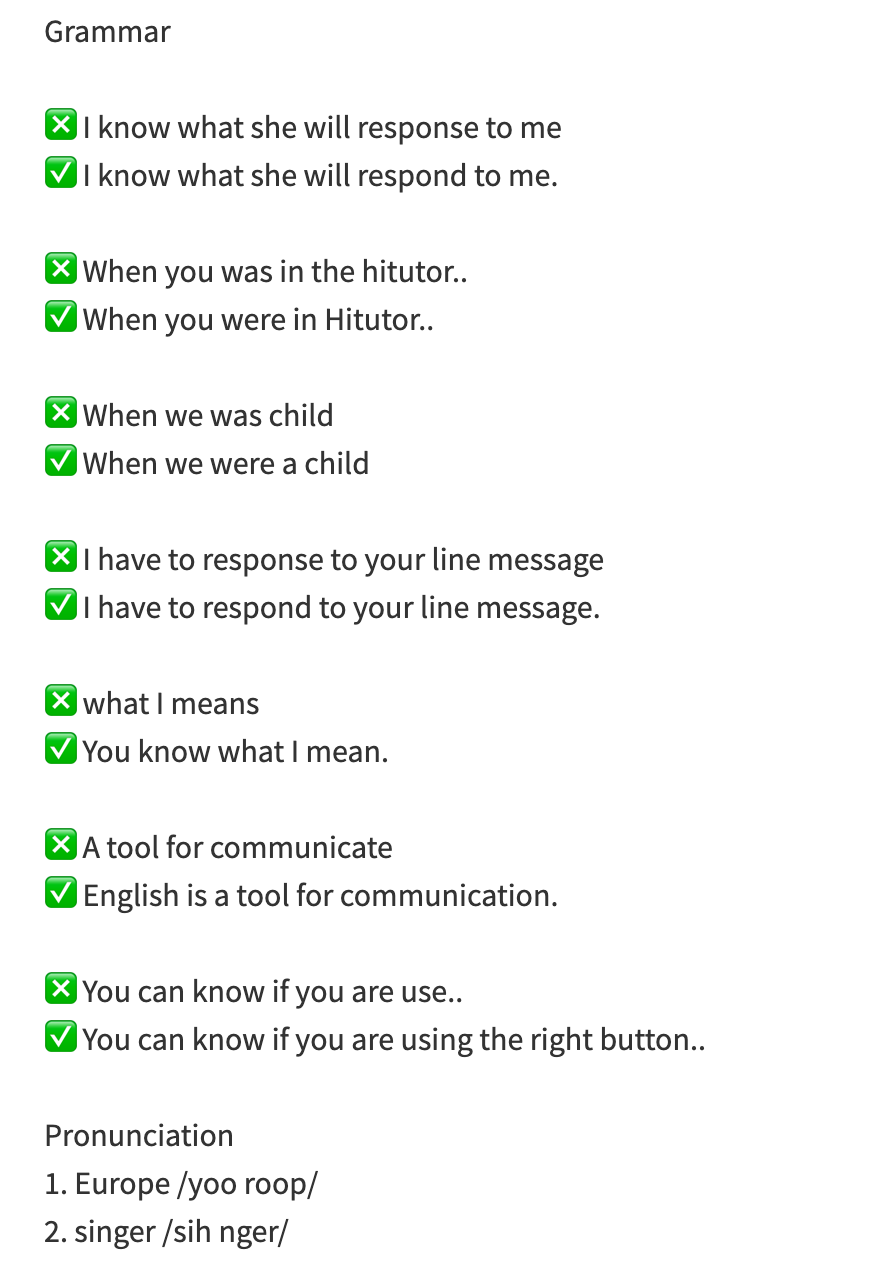 Grammar
❎ I know what she will response to me
✅ I know what she will respond to me.
❎ When you was in the hitutor..
✅ When you were in Hitutor..
❎ When we was child
✅ When we were a child
❎ I have to response to your line message
✅ I have to respond to your line message.
❎ what I means
✅ You know what I mean.
❎ A tool for communicate
✅ English is a tool for communication.
❎ You can know if you are use..
✅ You can know if you are using the right button..
Pronunciation
1. Europe /yoo roop/
2. singer /sih nger/